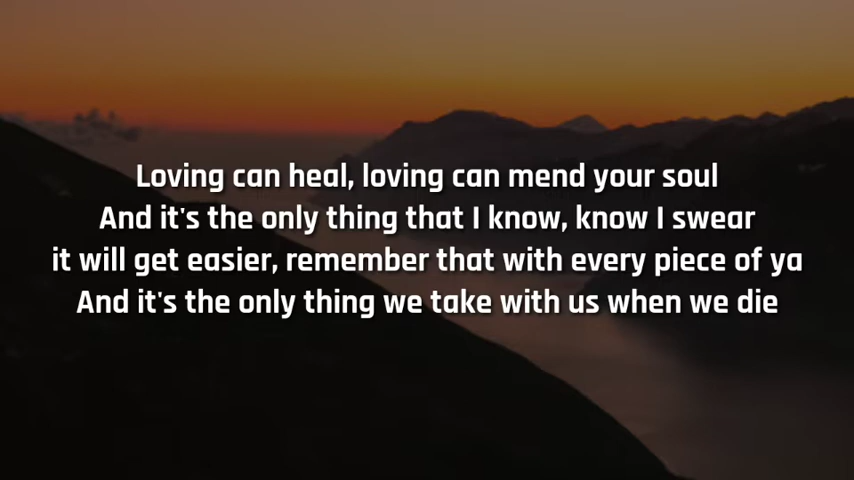 Loving can heal, loving can mend your soul
And it's the only thing that I know, know I swear
it will get easier, remember that with every piece of ya
And it's the only thing we take with us when we die